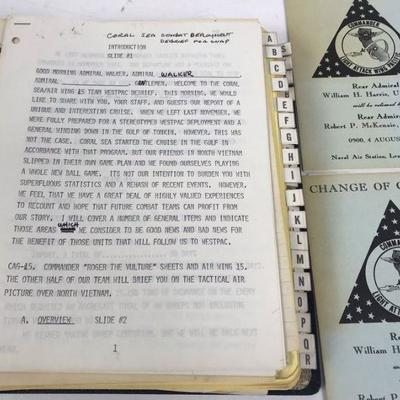 CORAL SEA COMBAT DEPLOYMENT
DEBRIEF FOR CNAP
INTRODUCTION
SLIDE #1
GOOD MORNING ADMIRAL WALKER, ADMIRAL WALKER
GENTLEMEN. WELCOME TO THE CORAL
SEA/AIR WING 15 TEAM WESTPAC DEBRIEF. THIS MORNING, WE WOULD
LIKE TO SHARE WITH YOU, YOUR STAFF, AND GUESTS OUR REPORT OF A
UNIQUE AND INTERESTING CRUISE. WHEN WE LEFT LAST NOVEMBER, WE
WERE FULLY PREPARED FOR A STEREOTYPED WESTPAC DEPLOYMENT AND A
GENERAL WINDING DOWN IN THE GULF OF TONKIN. HOWEVER, THIS WAS
NOT THE CASE. CORAL SEA STARTED THE CRUISE IN THE GULF IN
ACCORDANCE WITH THAT PROGRAM, BUT OUR FRIENDS IN NORTH VIETNAM
SLIPPED IN THEIR OWN GAME PLAN AND WE FOUND OURSELVES PLAYING
A WHOLE NEW BALL GAME. ITS NOT OUR INTENTION TO BURDEN YOU WITH
SUPERFLUOUS STATISTICS AND A REHASH OF RECENT EVENTS. HOWEVER,
WE FEEL THAT WE HAVE A GREAT DEAL OF HIGHLY VALUED EXPERIENCES
TO RECOUNT AND HOPE THAT FUTURE COMBAT TEAMS CAN PROFIT FROM
OUR STORY. I WILL COVER A NUMBER OF GENERAL ITEMS AND INDICATE
THOSE AREAS WHICH WE CONSIDER TO BE GOOD NEWS AND BAD NEWS FOR
THE BENEFIT OF THOSE UNITS THAT WILL FOLLOW US TO WESTPAC.
CAG-15. COMMANDER "ROGER THE VULTURE" SHEETS AND AIR WING 15.
THE OTHER HALF OF OUR TEAM WILL BRIEF YOU ON THE TACTICAL AIR
PICTURE OVER NORTH VIETNAM.
A. OVERVIEW SLIDE #2
1
A
B
C
D
E
F
G
H
I
J
K
L
M
N
O
P
Q
R
COMMANDER
LIGHT ATTACK WING
Rear Admiral
William H. Harris, U
will be relieved
Rear Admiral
Robert P. McKenzie,
0900, 4 AUGUST
Naval Air Station, Le
CHANGE OF C
COMMANDER
LIGHT ATTACK WING
Rea
William H.
and
Re
Robert P.